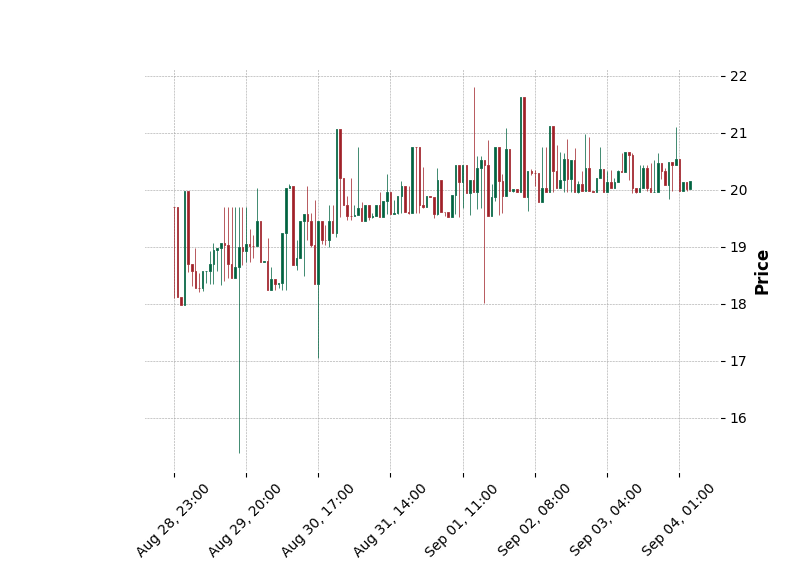 22
21
20
19
18
17
16
Price
Aug 28, 23:00
Aug 29, 20:00
Aug 30, 17:00
Aug 31, 14:00
Sep 01, 11:00
Sep 02, 08:00
Sep 03, 04:00
Sep 04, 01:00